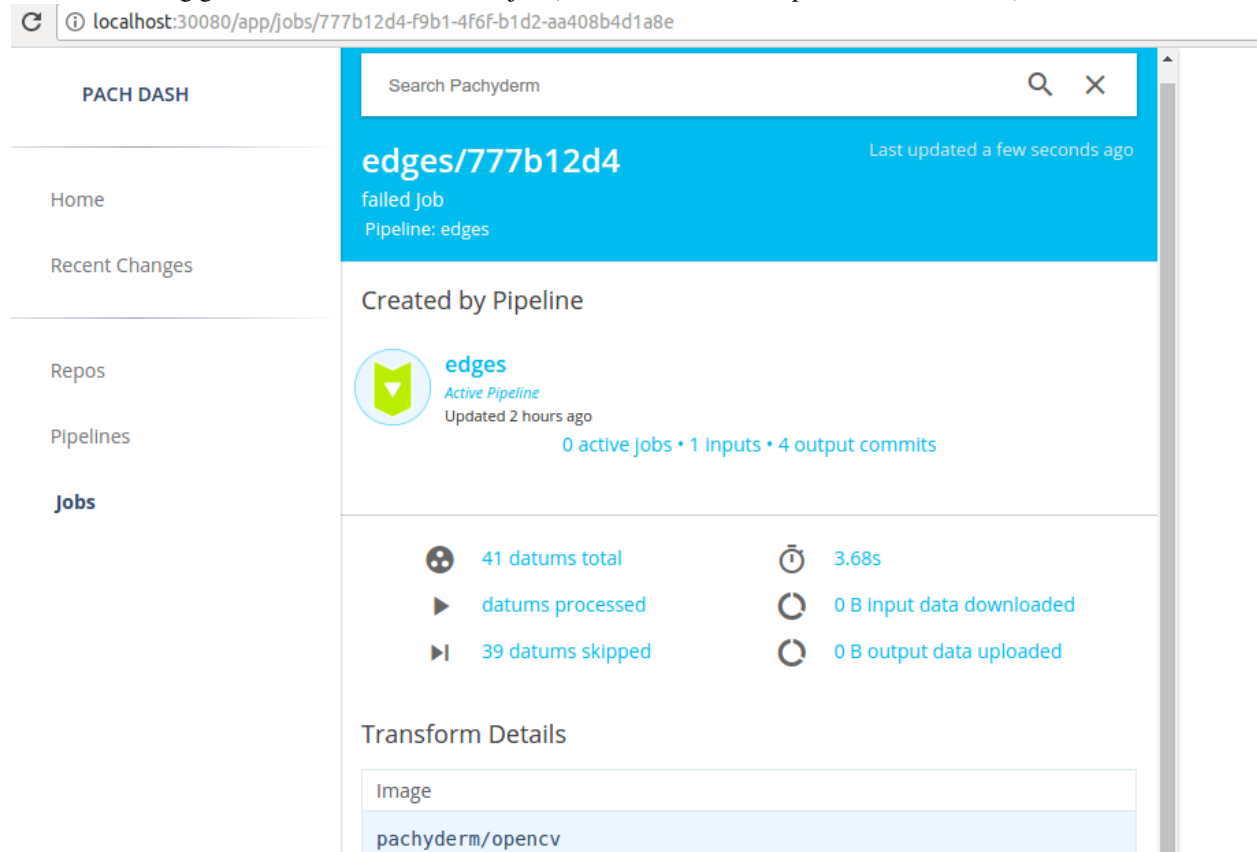 localhost:30080/app/jobs/777b12d4-f9b1-4f6f-b1d2-aa408b4d1a8e
PACH DASH
Home
Recent Changes
Repos
Pipelines
Jobs
Search Pachyderm
edges/777b12d4
Last updated a few seconds ago
failed Job
Pipeline: edges
Created by Pipeline
edges
Active Pipeline
Updated 2 hours ago
0 active jobs • 1 inputs • 4 output commits
41 datums total
3.68s
datums processed
0 B input data downloaded
39 datums skipped
0 B output data uploaded
Transform Details
Image
pachyderm/opencv